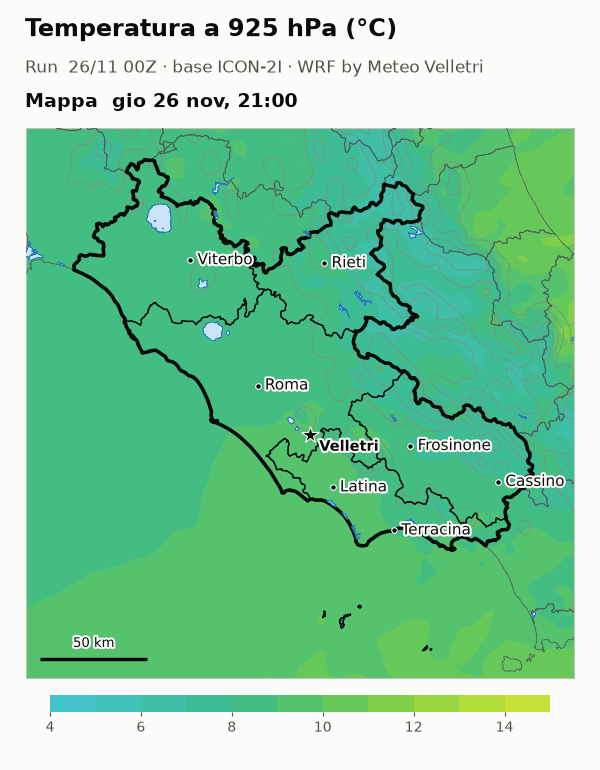 Temperatura a 925 hPa (°C)
Run  26/11 00Z · base ICON-2I · WRF by Meteo Velletri
Mappa  gio 26 nov, 21:00
Viterbo
Rieti
Roma
Velletri
Frosinone
Latina
Cassino
Terracina
50 km
4 6 8 10 12 14